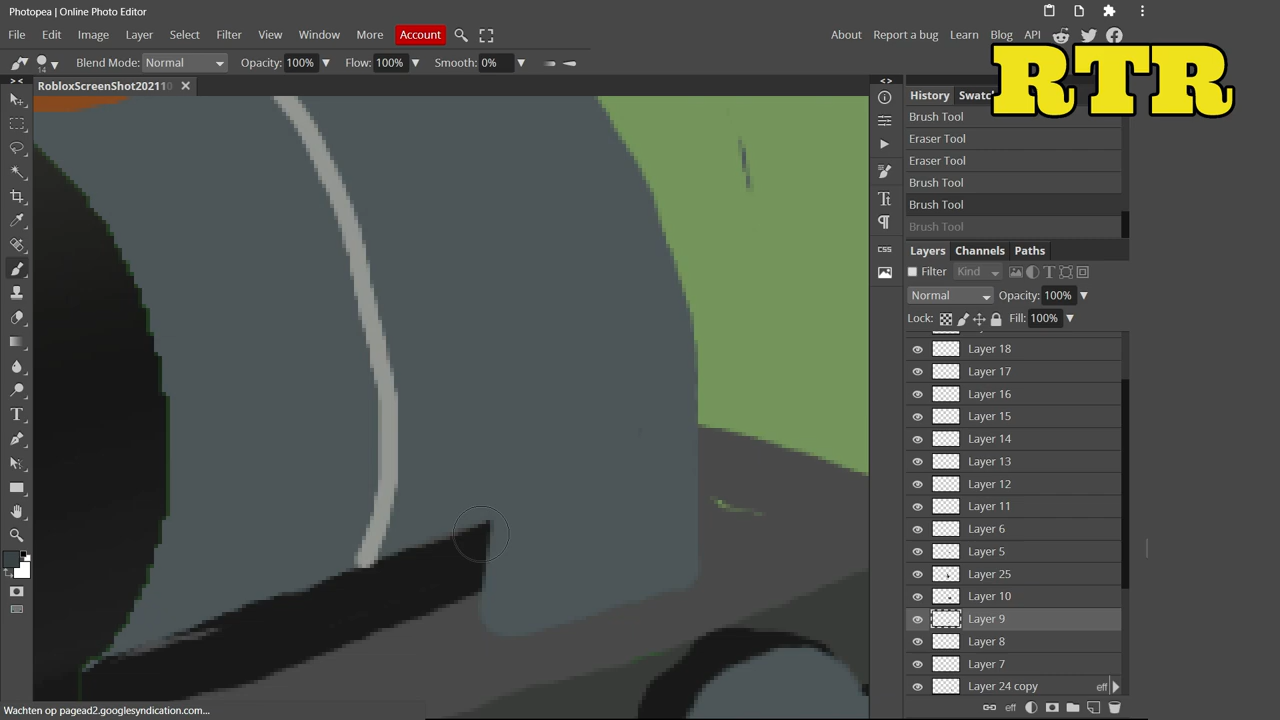 Photopea | Online Photo Editor
File Edit Image Layer Select Filter View Window More Account About Report a bug Learn Blog API
RTR
14 Blend Mode: Normal Opacity: 100% Flow: 100% Smooth: 0%
RobloxScreenShot202110
History Swatc
Brush Tool
Eraser Tool
Eraser Tool
Brush Tool
Brush Tool
Brush Tool
Layers Channels Paths
Filter Kind
Normal Opacity: 100%
Lock: Fill: 100%
Layer 18
Layer 17
Layer 16
Layer 15
Layer 14
Layer 13
Layer 12
Layer 11
Layer 6
Layer 5
Layer 25
Layer 10
Layer 9
Layer 8
Layer 7
Layer 24 copy eff
eff
CSS
Wachten op pagead2.googlesyndication.com...